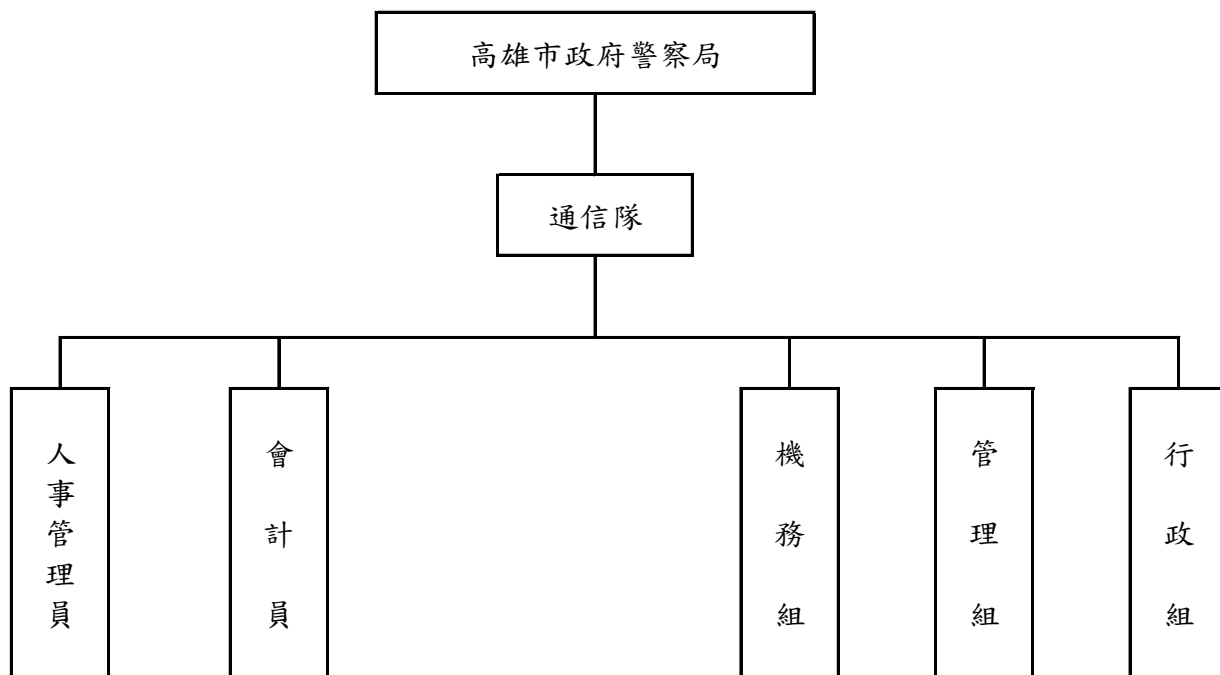 高雄市政府警察局
通信隊
人事管理員
會計員
機務組
管理組
行政組